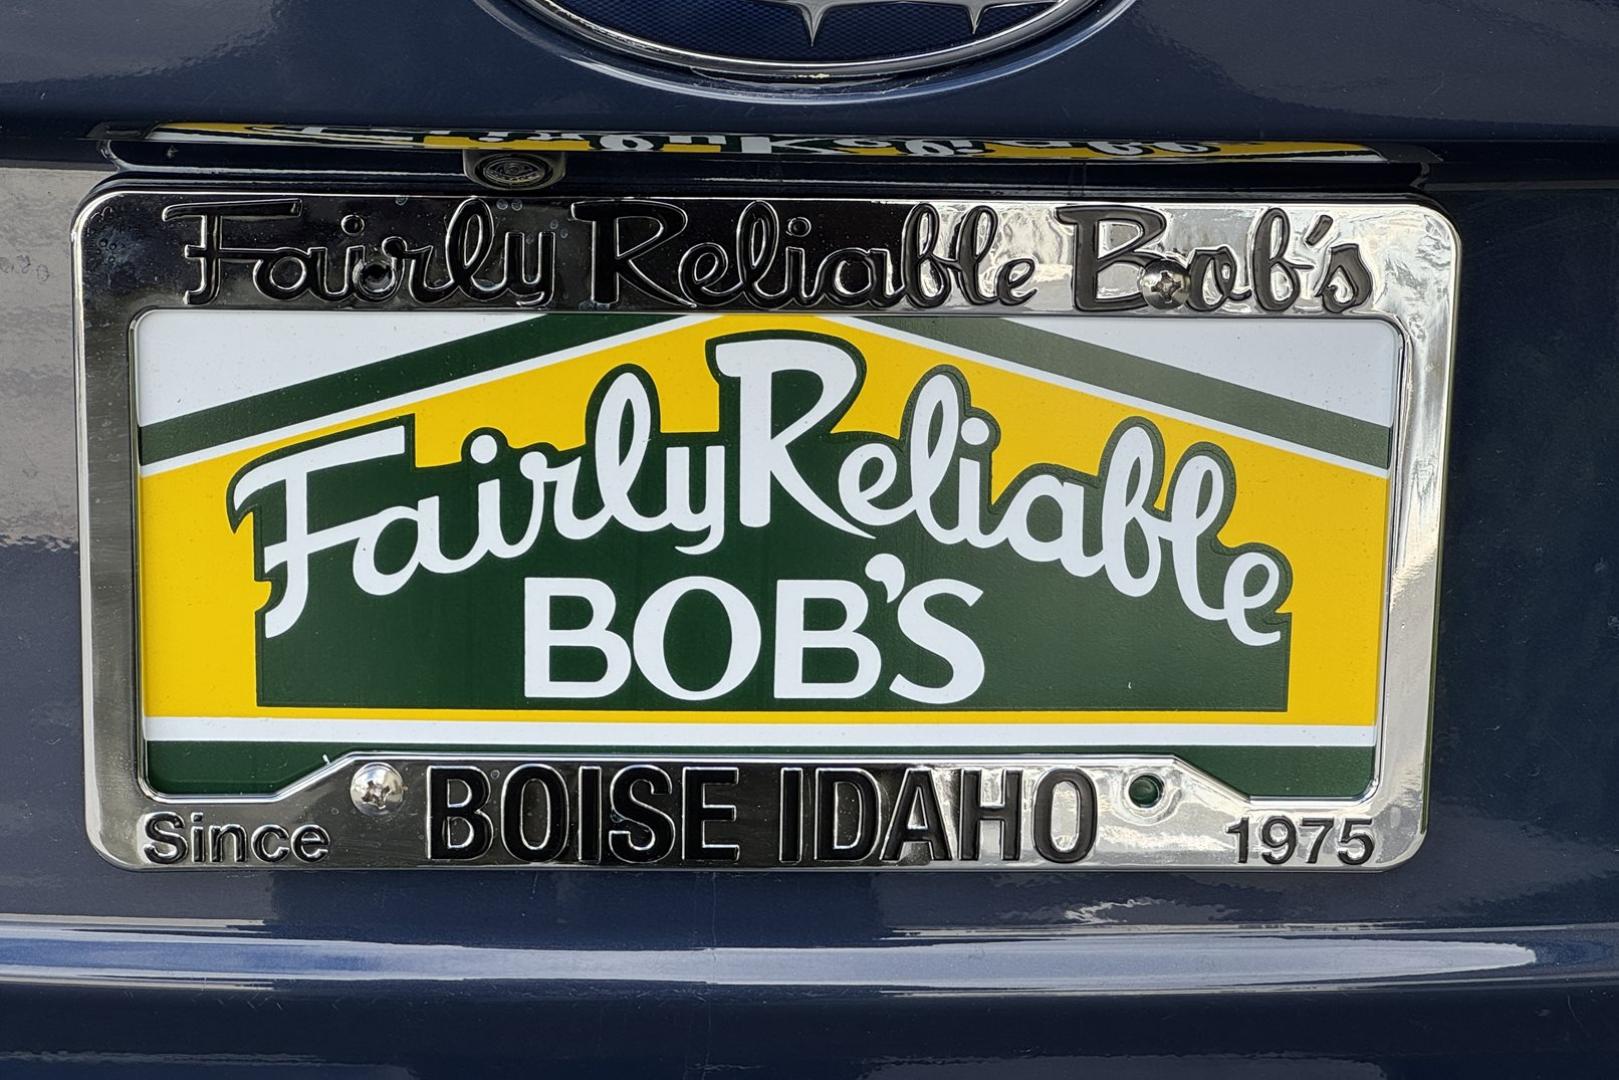 Fairly Reliable Bob's
Fairly Reliable
BOB'S
Since BOISE IDAHO 1975